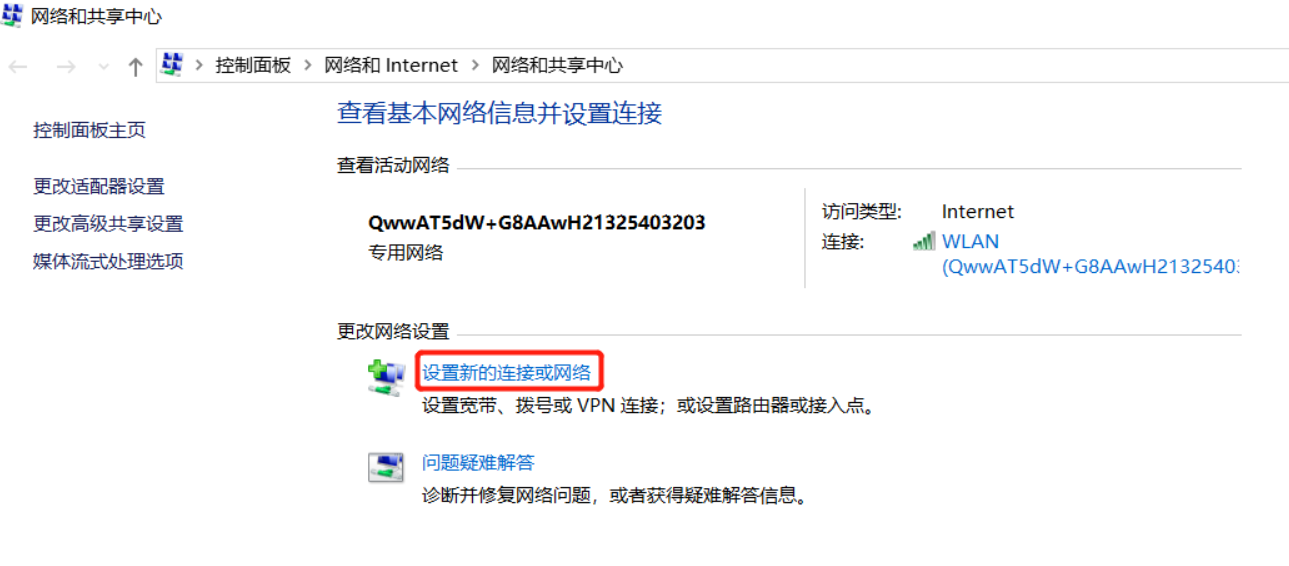 网络和共享中心
控制面板 网络和 Internet 网络和共享中心
控制面板主页
更改适配器设置
更改高级共享设置
媒体流式处理选项
查看基本网络信息并设置连接
查看活动网络
QwwAT5dW+G8AAwH21325403203
专用网络
访问类型: Internet
连接: WLAN
(QwwAT5dW+G8AAwH21325403
更改网络设置
设置新的连接或网络
设置宽带、拨号或 VPN 连接；或设置路由器或接入点。
问题疑难解答
诊断并修复网络问题，或者获得疑难解答信息。